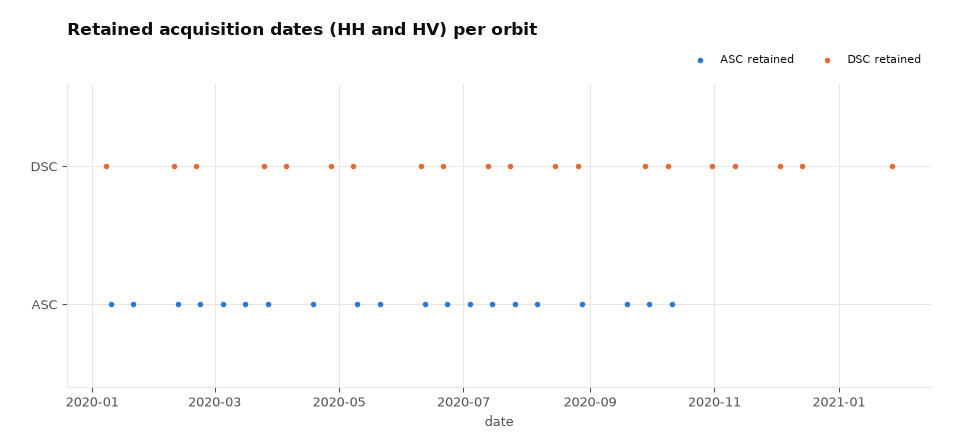 Retained acquisition dates (HH and HV) per orbit
ASC retained DSC retained
DSC
ASC
2020-01 2020-03 2020-05 2020-07 2020-09 2020-11 2021-01
date